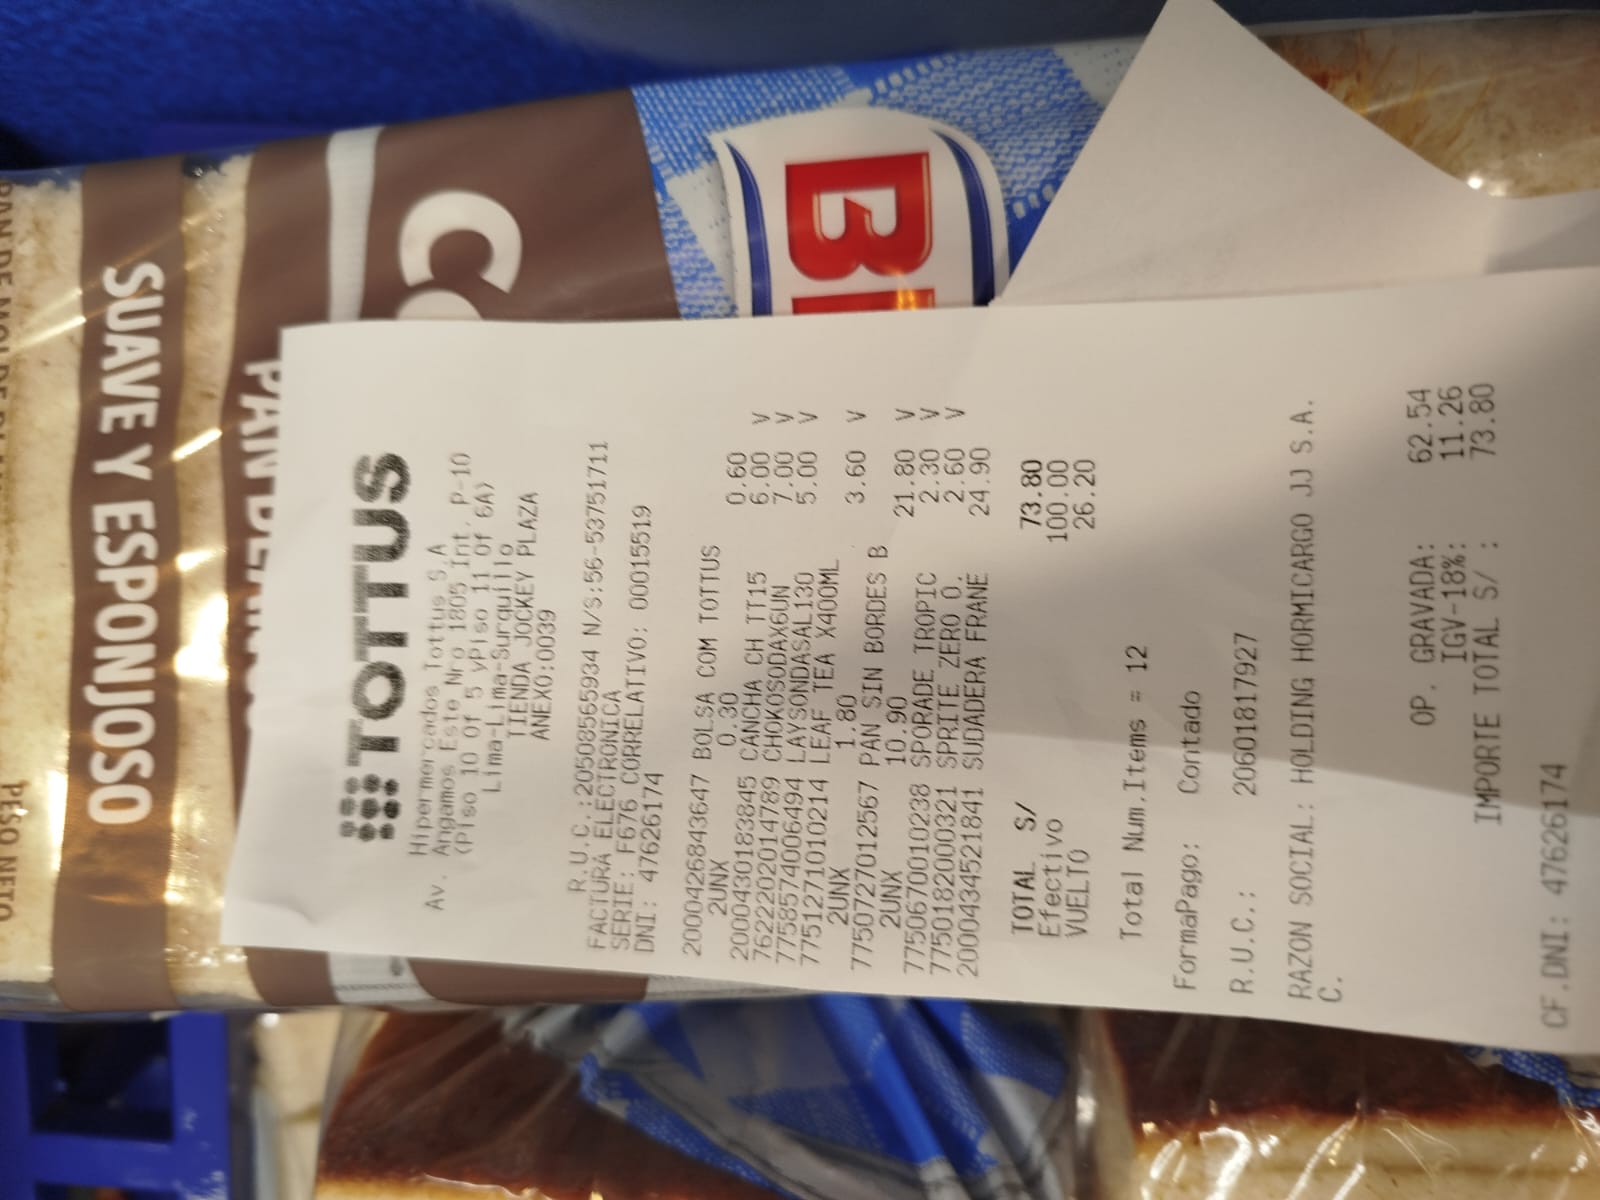 TOTTUS
Hipermercados Tottus S.A
Av. Angamos Este Nro 1805 Int. P-10
(Piso 10 Of 5 yPiso 11 Of 6A)
Lima-Lima-Surquillo
TIENDA JOCKEY PLAZA
ANEXO:0039
R.U.C.:20508565934 N/S:56-53751711
FACTURA ELECTRONICA
SERIE: F676 CORRELATIVO: 00015519
DNI: 47626174
2000426843647 BOLSA COM TOTTUS
2UNX 0.30 0.60
2000430183845 CANCHA CH TT15 6.00 V
7622202014789 CHOKOSODAX6UN 7.00 V
7758574006494 LAYSONDASAL130 5.00 V
7751271010214 LEAF TEA X400ML
2UNX 1.80 3.60 V
7750727012567 PAN SIN BORDES B
2UNX 10.90 21.80 V
7750670010238 SPORADE TROPIC 2.30 V
7750182000321 SPRITE ZERO 0. 2.60 V
2000434521841 SUDADERA FRANE 24.90
TOTAL S/ 73.80
Efectivo 100.00
VUELTO 26.20
Total Num.Items = 12
FormaPago: Contado
R.U.C.: 20601817927
RAZON SOCIAL: HOLDING HORMICARGO JJ S.A.
C.
OP. GRAVADA: 62.54
IGV-18%: 11.26
IMPORTE TOTAL S/ : 73.80
CF.DNI: 47626174
SUAVE Y ESPONJOSO
PESO NETO